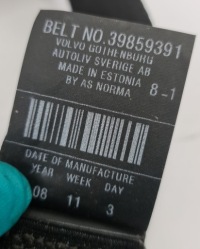 BELT NO.39859391
VOLVO GOTHENBURG
AUTOLIV SVERIGE AB
MADE IN ESTONIA
BY AS NORMA 8-1
DATE OF MANUFACTURE
YEAR WEEK DAY
08 11 3